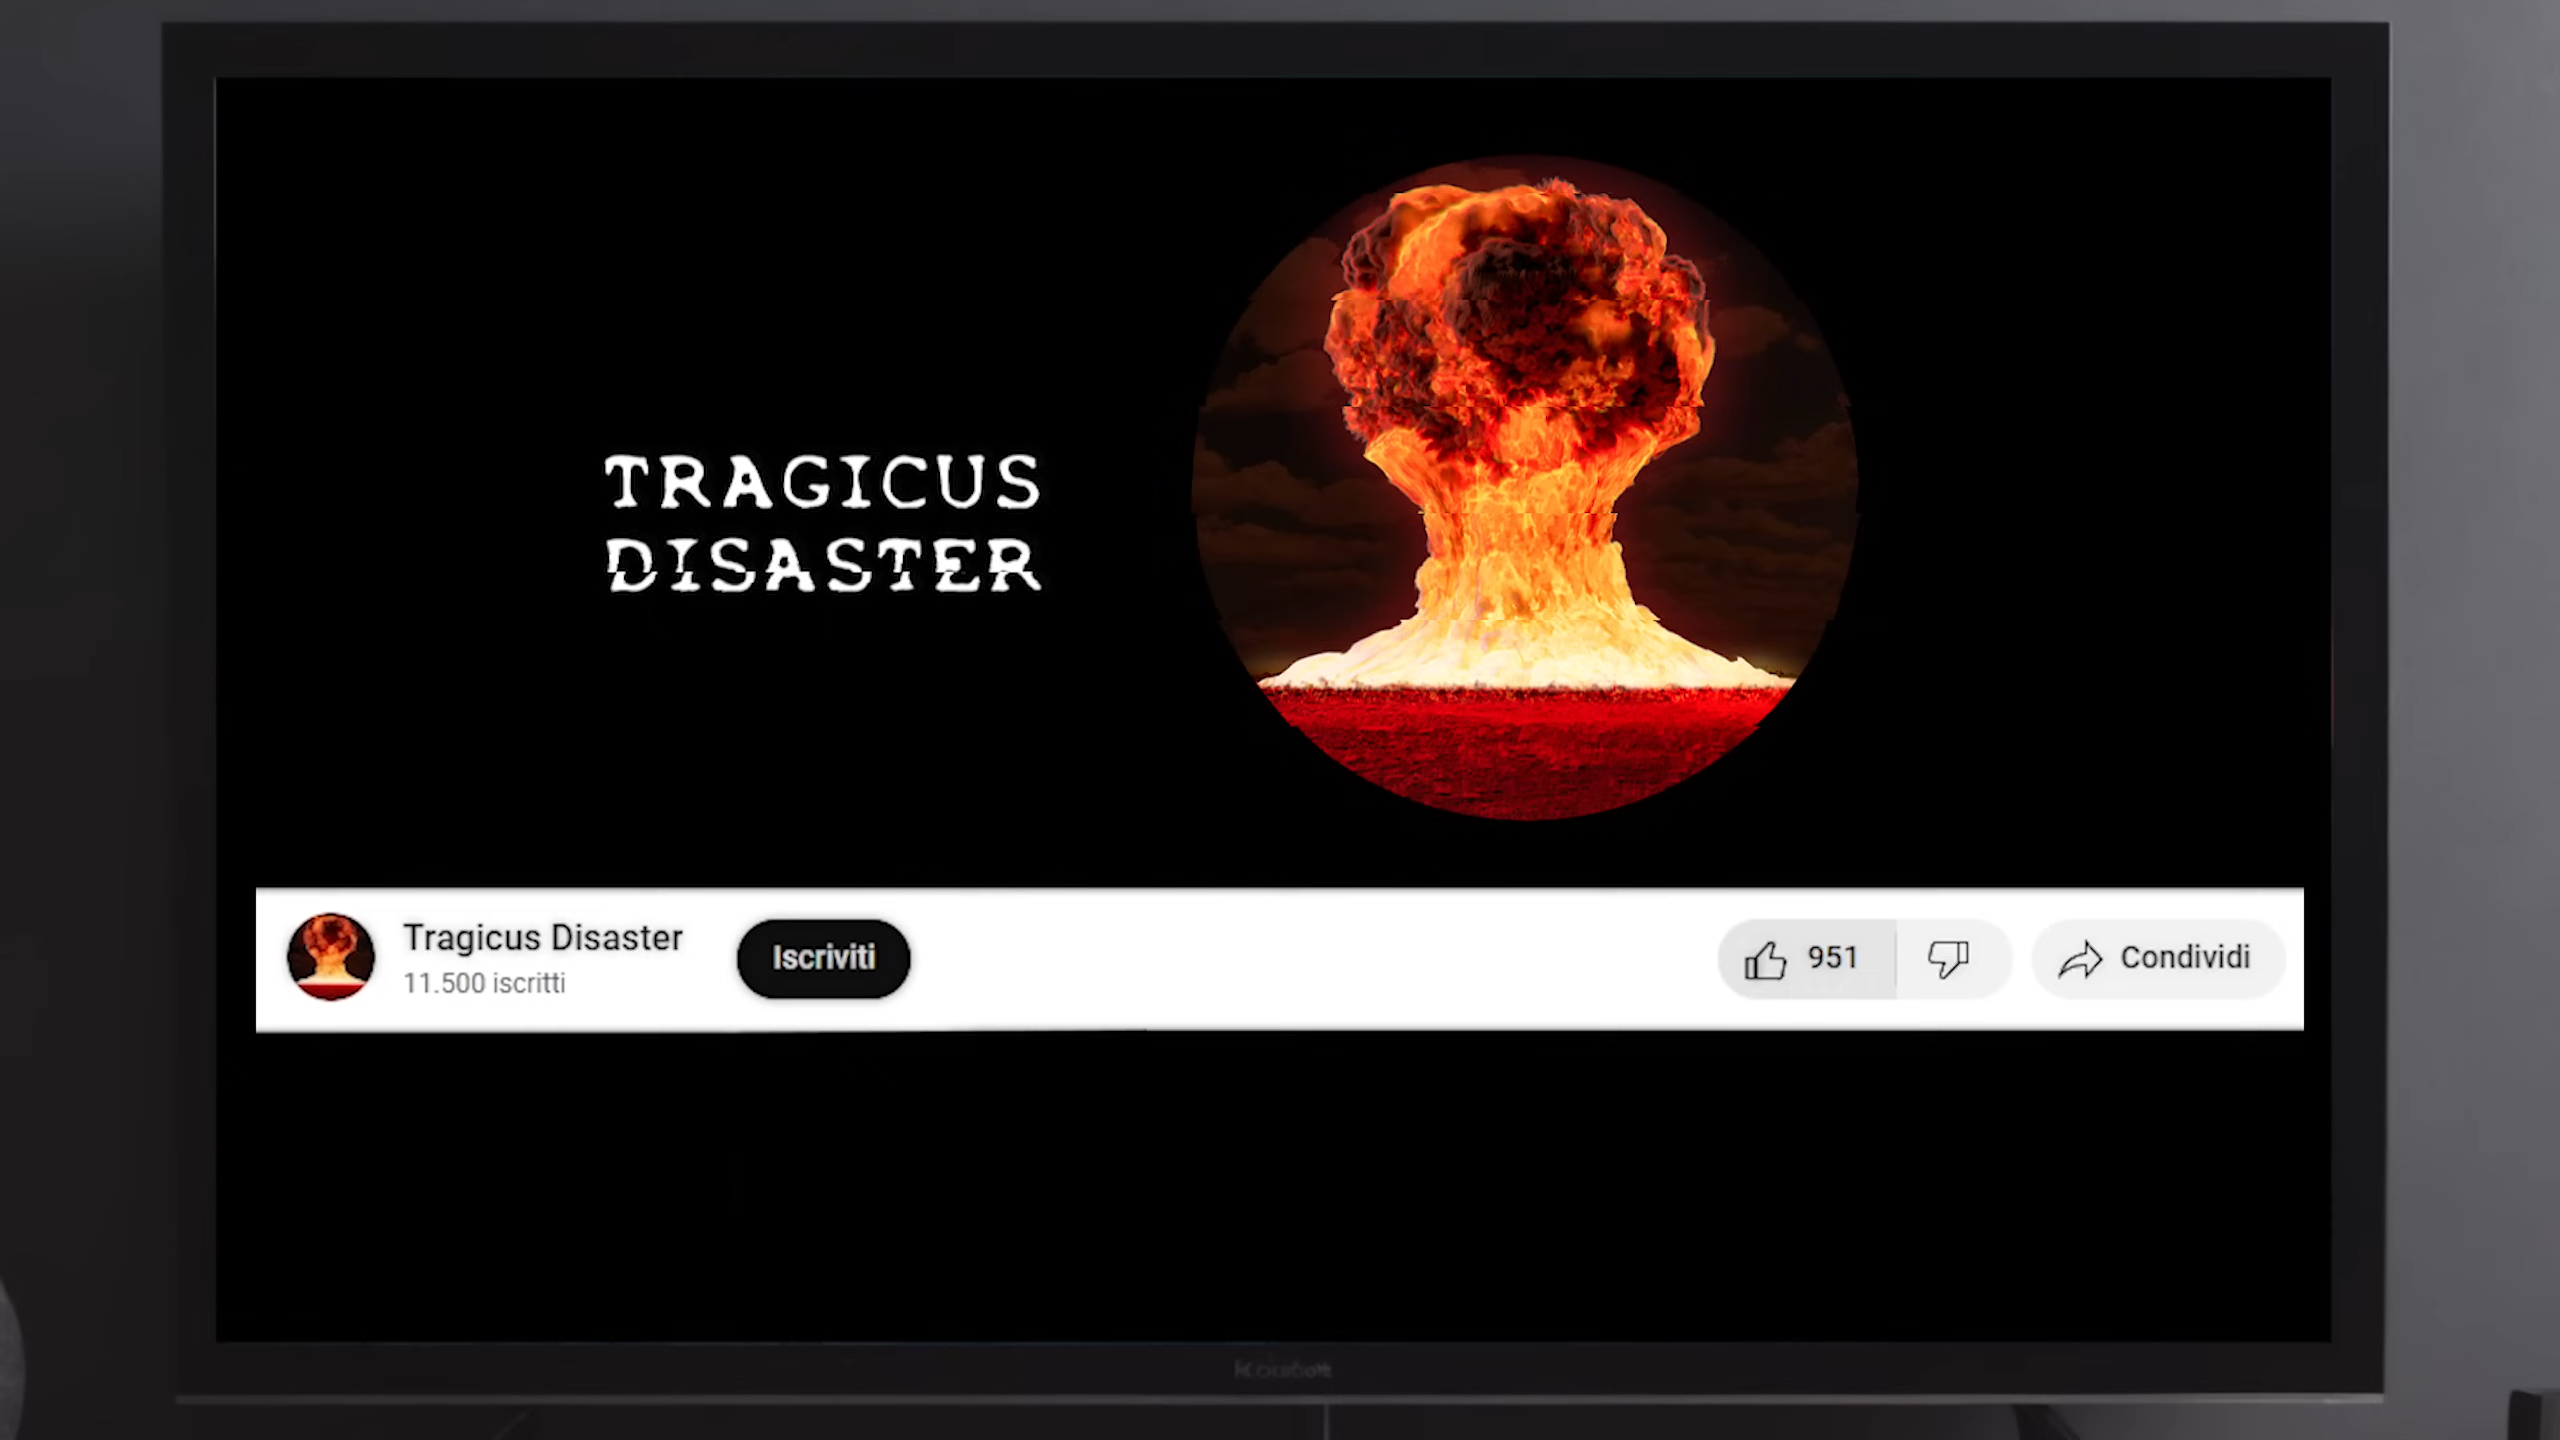 TRAGICUS
DISASTER
Tragicus Disaster
11.500 iscritti
Iscriviti
951
Condividi